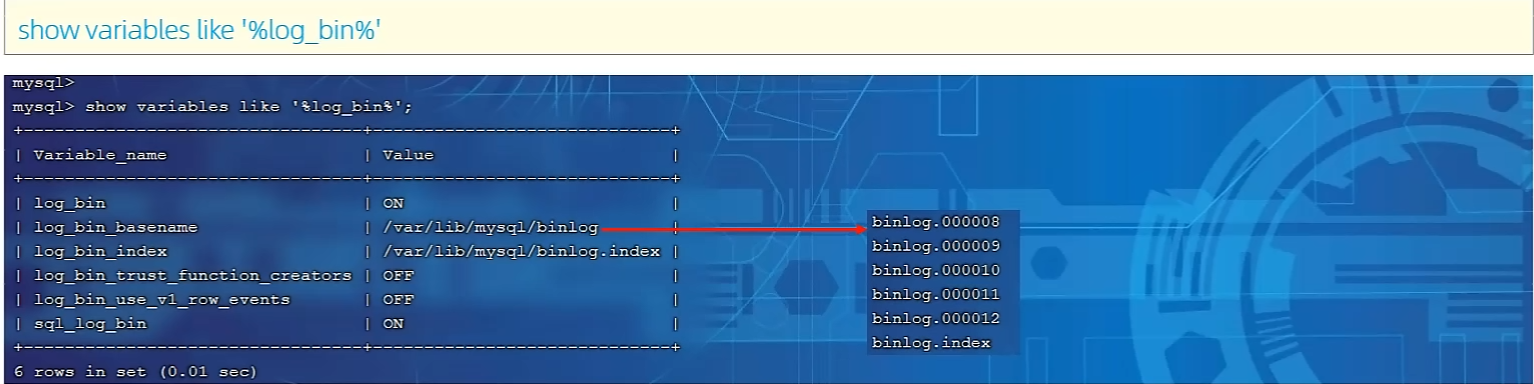 show variables like '%log_bin%'
mysql>
mysql> show variables like '%log_bin%';
+---------------------------------+-----------------------------+
| Variable_name                   | Value                       |
+---------------------------------+-----------------------------+
| log_bin                         | ON                          |
| log_bin_basename                | /var/lib/mysql/binlog       |
| log_bin_index                   | /var/lib/mysql/binlog.index |
| log_bin_trust_function_creators | OFF                         |
| log_bin_use_v1_row_events       | OFF                         |
| sql_log_bin                     | ON                          |
+---------------------------------+-----------------------------+
6 rows in set (0.01 sec)
binlog.000008
binlog.000009
binlog.000010
binlog.000011
binlog.000012
binlog.index